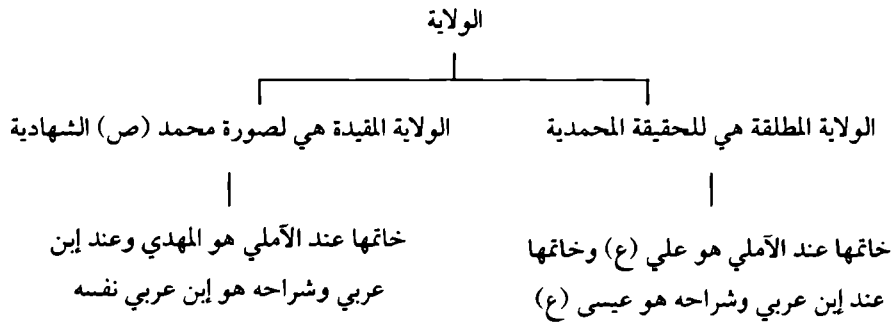 الولاية
الولاية المطلقة هي للحقيقة المحمدية
الولاية المقيدة هي لصورة محمد (ص) الشهادية
خاتمها عند الآملي هو علي (ع) وخاتمها
عند إبن عربي وشراحه هو عيسى (ع)
خاتمها عند الآملي هو المهدي وعند إبن
عربي وشراحه هو إبن عربي نفسه